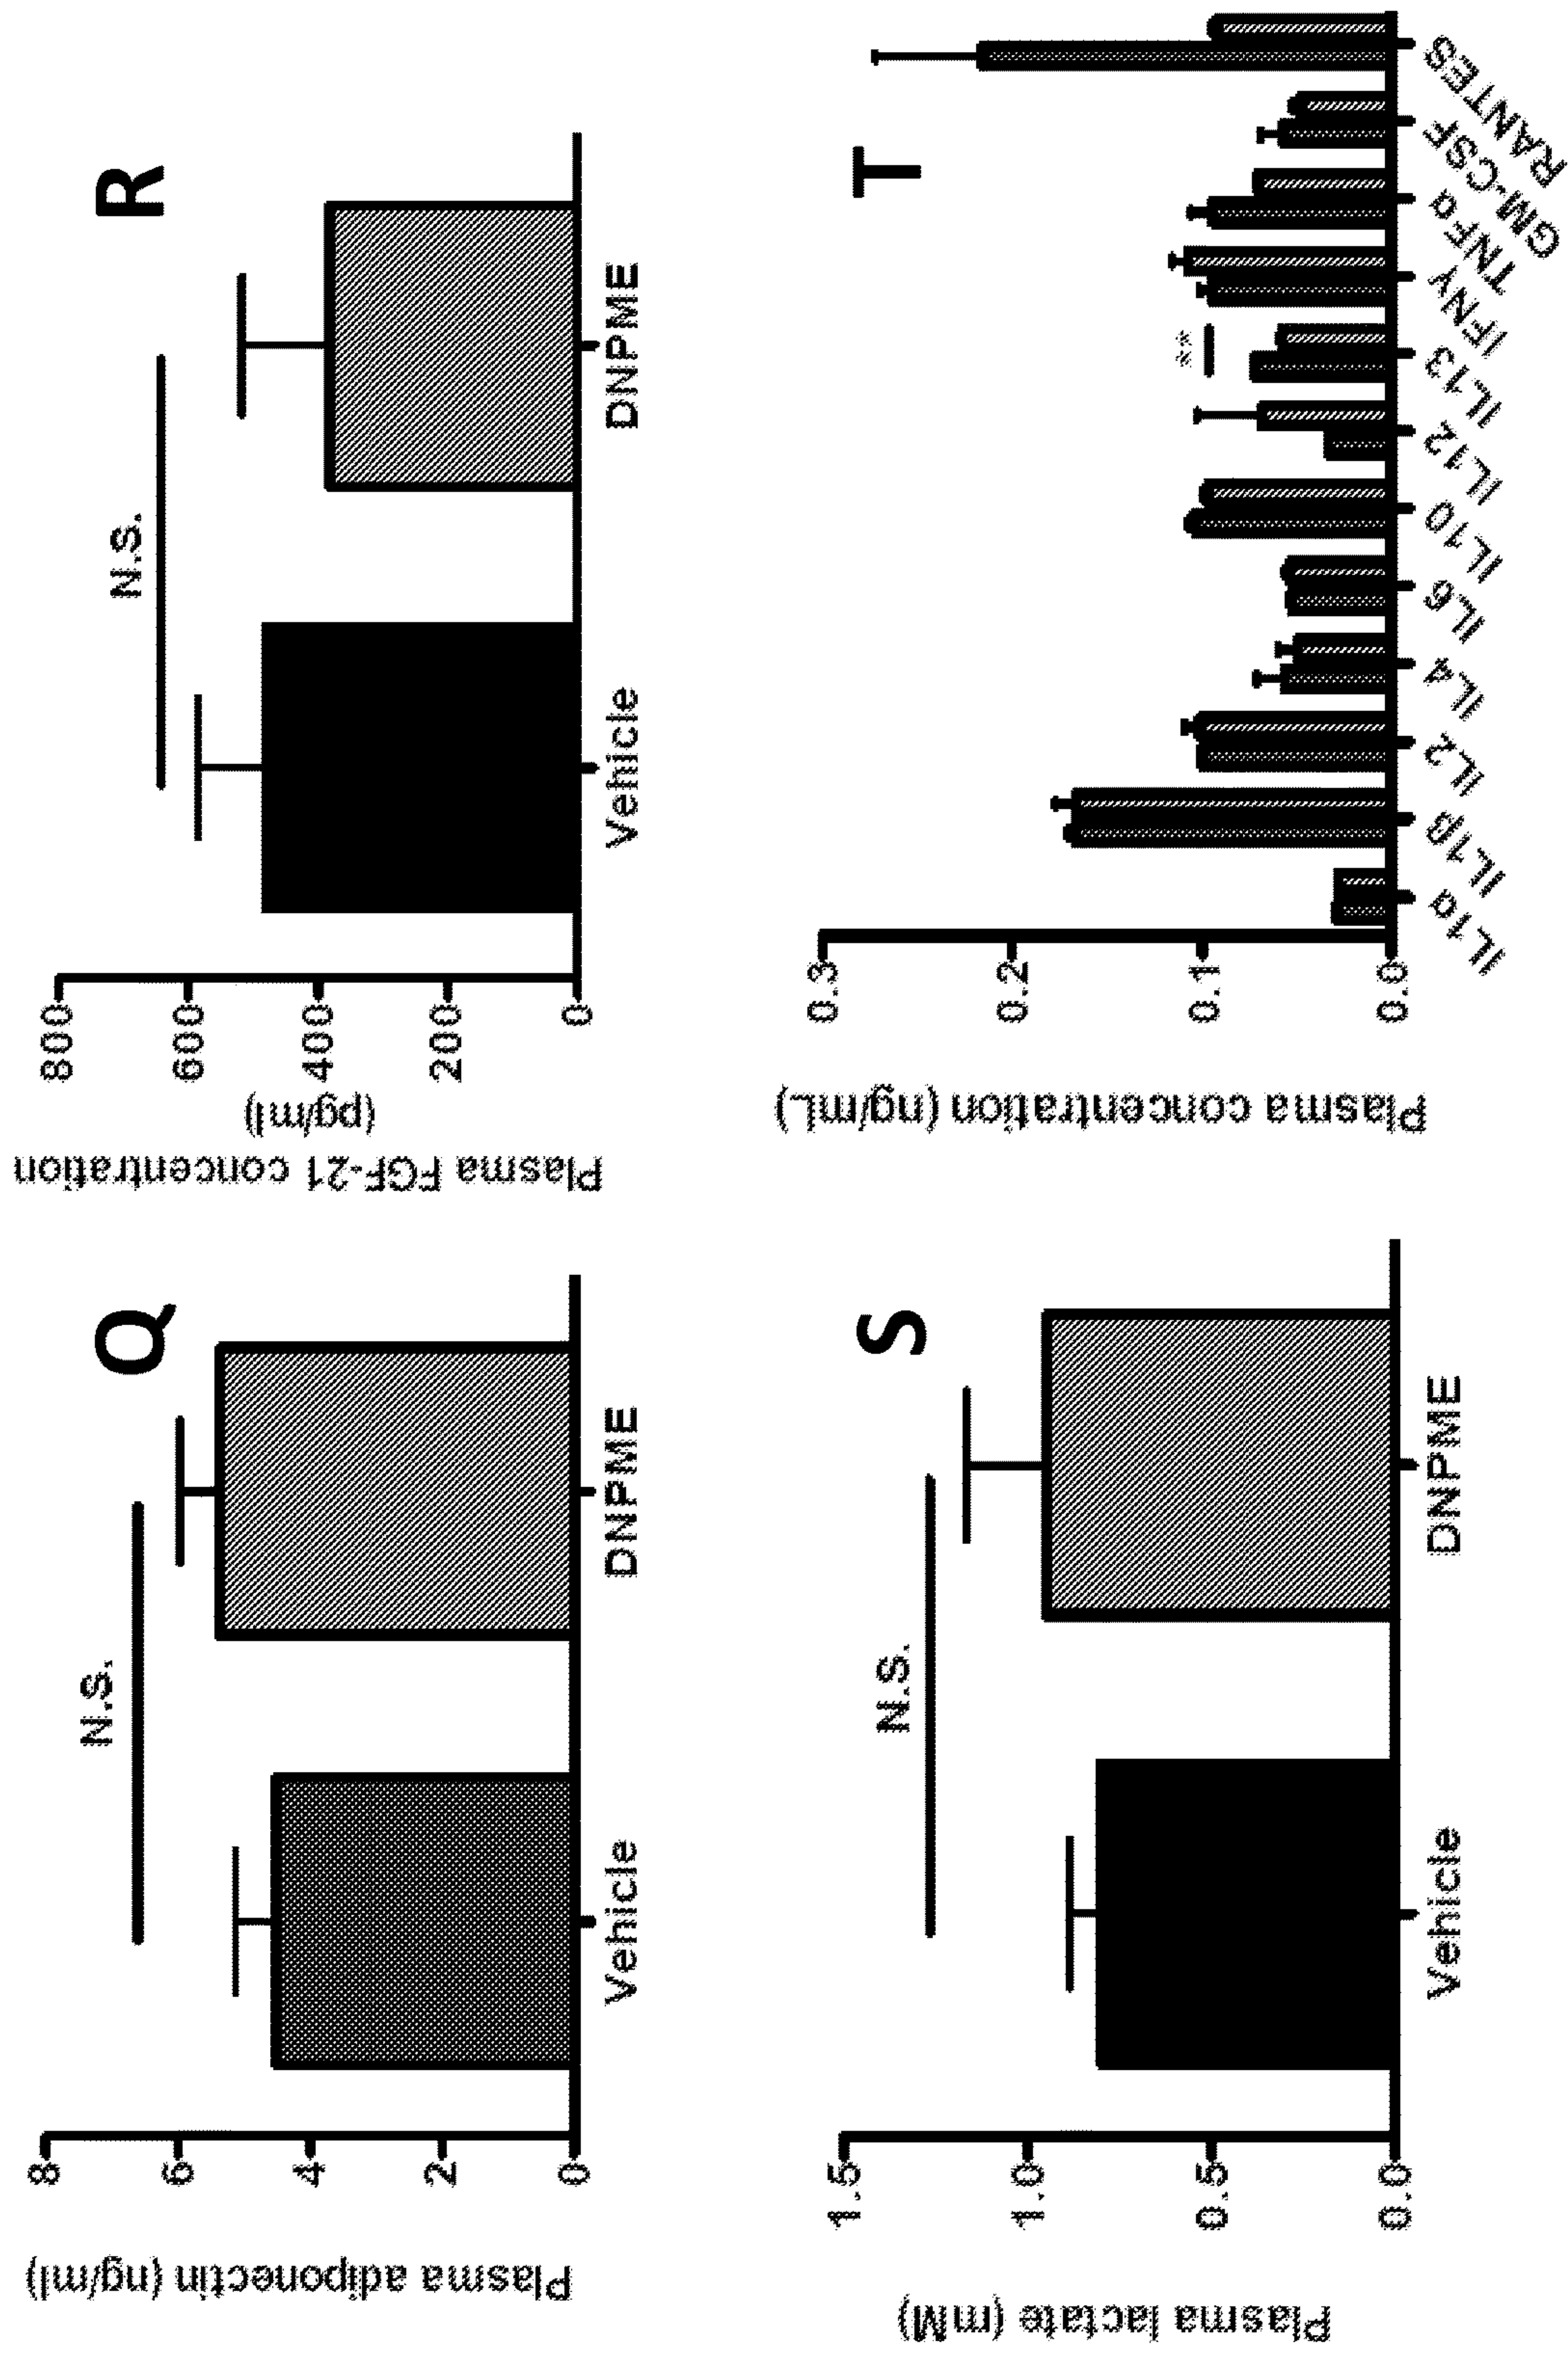 Q
Plasma adiponectin (ng/ml)
8
6
4
2
0
N.S.
Vehicle
DNPME
R
Plasma FGF-21 concentration
(pg/ml)
800
600
400
200
0
N.S.
Vehicle
DNPME
S
Plasma lactate (mM)
1.5
1.0
0.5
0.0
N.S.
Vehicle
DNPME
T
Plasma concentration (ng/mL)
0.3
0.2
0.1
0.0
**
IL1α
IL1β
IL2
IL4
IL6
IL10
IL12
IL13
IFNγ
TNFα
GM-CSF
RANTES